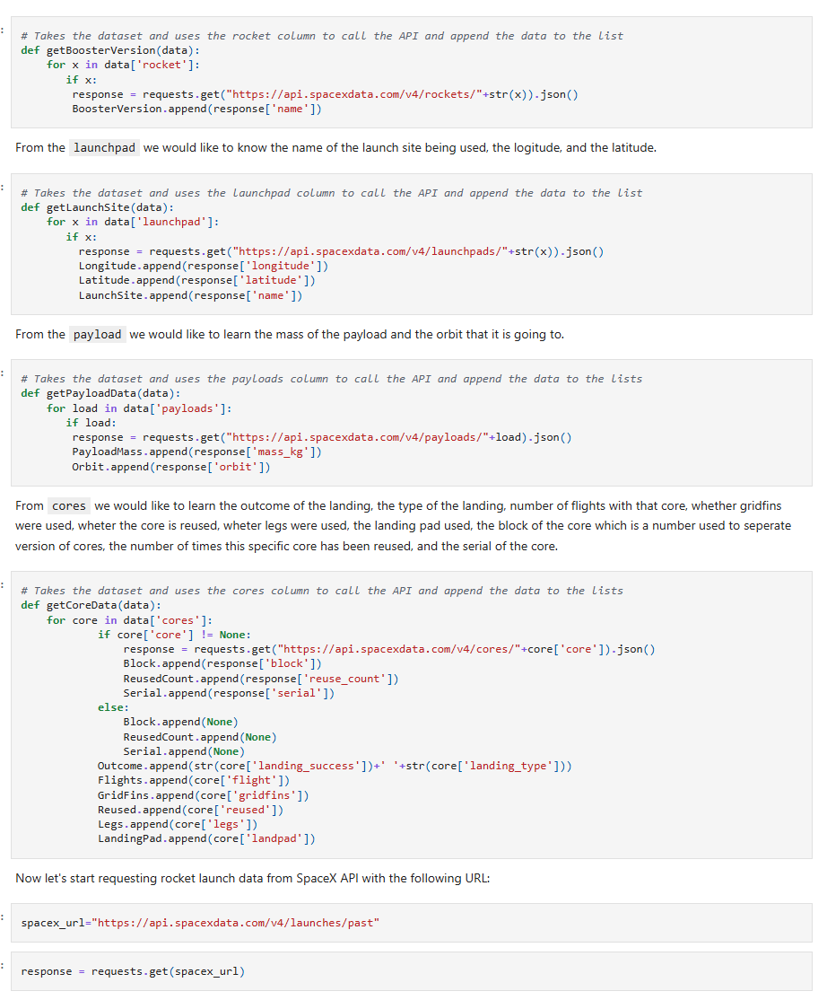 # Takes the dataset and uses the rocket column to call the API and append the data to the list
def getBoosterVersion(data):
    for x in data['rocket']:
       if x:
        response = requests.get("https://api.spacexdata.com/v4/rockets/"+str(x)).json()
        BoosterVersion.append(response['name'])
From the launchpad we would like to know the name of the launch site being used, the logitude, and the latitude.
# Takes the dataset and uses the launchpad column to call the API and append the data to the list
def getLaunchSite(data):
    for x in data['launchpad']:
       if x:
         response = requests.get("https://api.spacexdata.com/v4/launchpads/"+str(x)).json()
         Longitude.append(response['longitude'])
         Latitude.append(response['latitude'])
         LaunchSite.append(response['name'])
From the payload we would like to learn the mass of the payload and the orbit that it is going to.
# Takes the dataset and uses the payloads column to call the API and append the data to the lists
def getPayloadData(data):
    for load in data['payloads']:
       if load:
        response = requests.get("https://api.spacexdata.com/v4/payloads/"+load).json()
        PayloadMass.append(response['mass_kg'])
        Orbit.append(response['orbit'])
From cores we would like to learn the outcome of the landing, the type of the landing, number of flights with that core, whether gridfins
were used, wheter the core is reused, wheter legs were used, the landing pad used, the block of the core which is a number used to seperate
version of cores, the number of times this specific core has been reused, and the serial of the core.
# Takes the dataset and uses the cores column to call the API and append the data to the lists
def getCoreData(data):
    for core in data['cores']:
            if core['core'] != None:
                response = requests.get("https://api.spacexdata.com/v4/cores/"+core['core']).json()
                Block.append(response['block'])
                ReusedCount.append(response['reuse_count'])
                Serial.append(response['serial'])
            else:
                Block.append(None)
                ReusedCount.append(None)
                Serial.append(None)
            Outcome.append(str(core['landing_success'])+' '+str(core['landing_type']))
            Flights.append(core['flight'])
            GridFins.append(core['gridfins'])
            Reused.append(core['reused'])
            Legs.append(core['legs'])
            LandingPad.append(core['landpad'])
Now let's start requesting rocket launch data from SpaceX API with the following URL:
spacex_url="https://api.spacexdata.com/v4/launches/past"
response = requests.get(spacex_url)